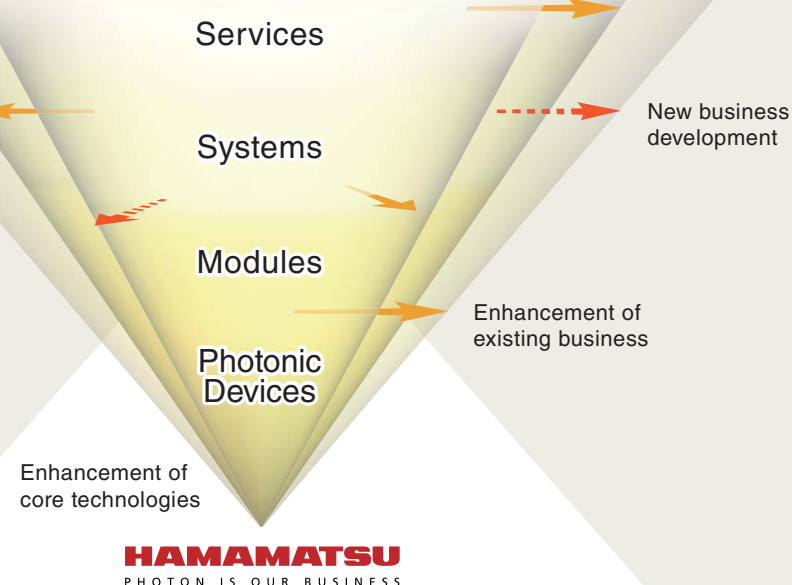 Services
New business
development
Systems
Modules
Enhancement of
existing business
Photonic
Devices
Enhancement of
core technologies
HAMAMATSU
PHOTON IS OUR BUSINESS